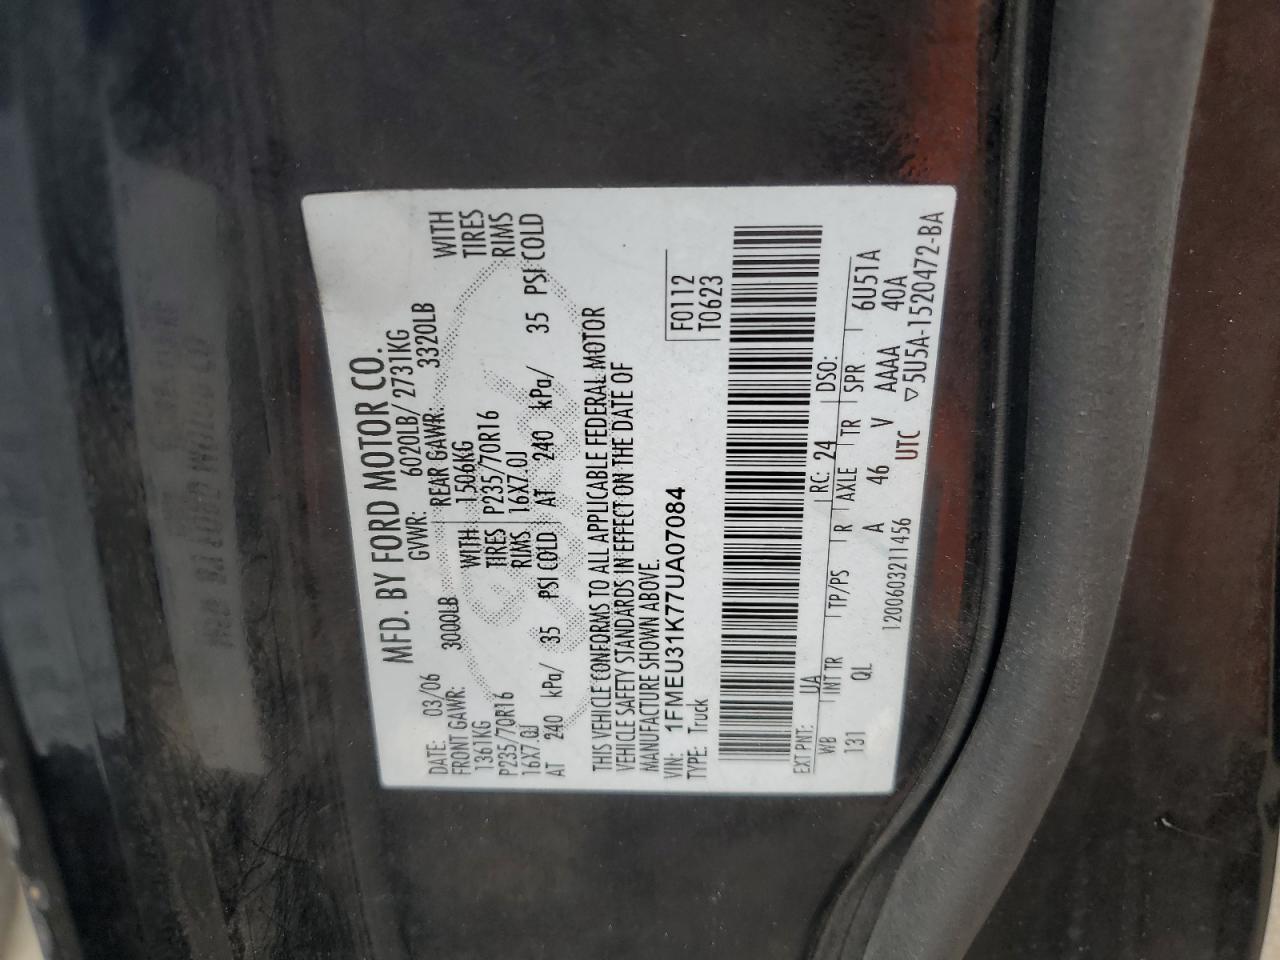 MFD. BY FORD MOTOR CO.
DATE: 03/06 GVWR: 6020LB/ 2731KG
FRONT GAWR: 3000LB REAR GAWR: 3320LB
1361KG WITH 1506KG WITH
P235/70R16 TIRES P235/70R16 TIRES
16X7.0J RIMS 16X7.0J RIMS
AT 240 kPa/ 35 PSI COLD AT 240 kPa/ 35 PSI COLD
THIS VEHICLE CONFORMS TO ALL APPLICABLE FEDERAL MOTOR
VEHICLE SAFETY STANDARDS IN EFFECT ON THE DATE OF
MANUFACTURE SHOWN ABOVE.
VIN: 1FMEU31K77UA07084 F0112
TYPE: Truck T0623
EXT PNT: UA RC: 24 DSO:
WB INT TR TP/PS R AXLE TR SPR 6U51A
131 QL A 46 V AAAA 40A
1200603211456 UTC ▽5U5A-1520472-BA